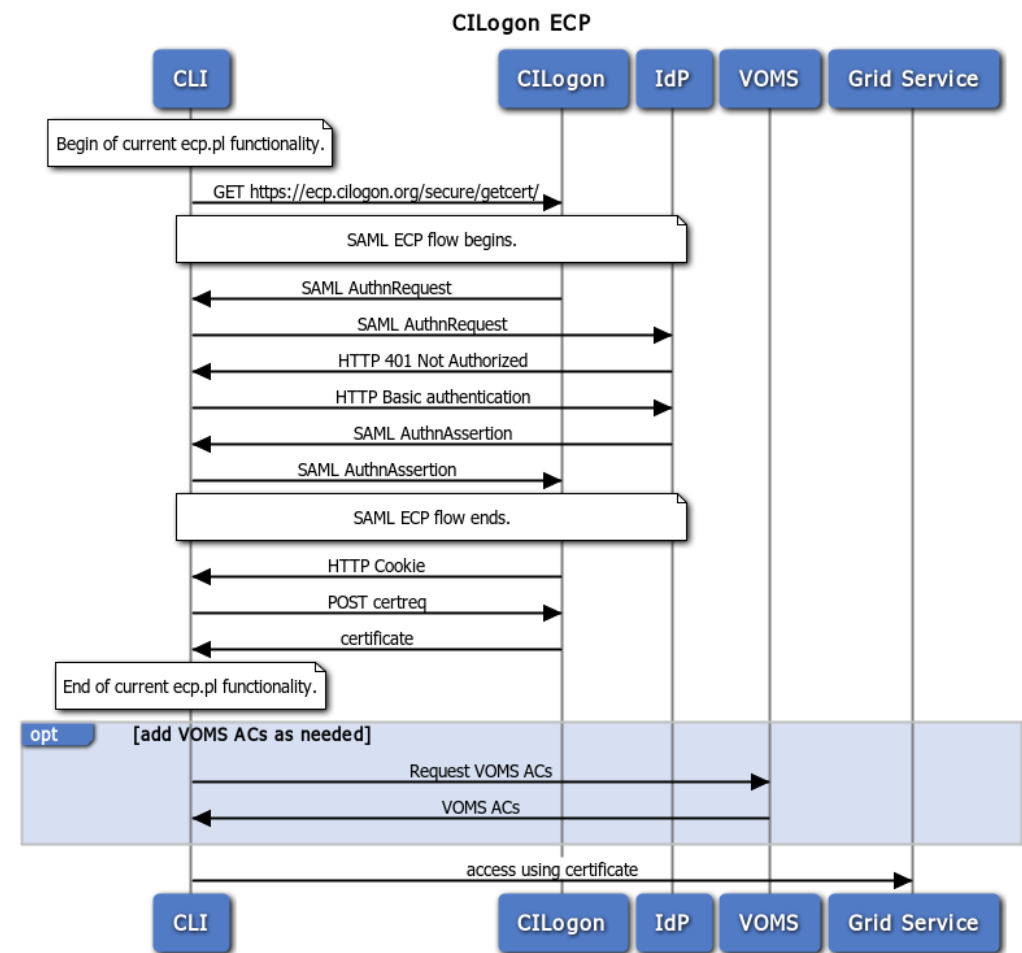 CILogon ECP
CLI CILogon IdP VOMS Grid Service
Begin of current ecp.pl functionality.
GET https://ecp.cilogon.org/secure/getcert/
SAML ECP flow begins.
SAML AuthnRequest
SAML AuthnRequest
HTTP 401 Not Authorized
HTTP Basic authentication
SAML AuthnAssertion
SAML AuthnAssertion
SAML ECP flow ends.
HTTP Cookie
POST certreq
certificate
End of current ecp.pl functionality.
opt [add VOMS ACs as needed]
Request VOMS ACs
VOMS ACs
access using certificate
CLI CILogon IdP VOMS Grid Service